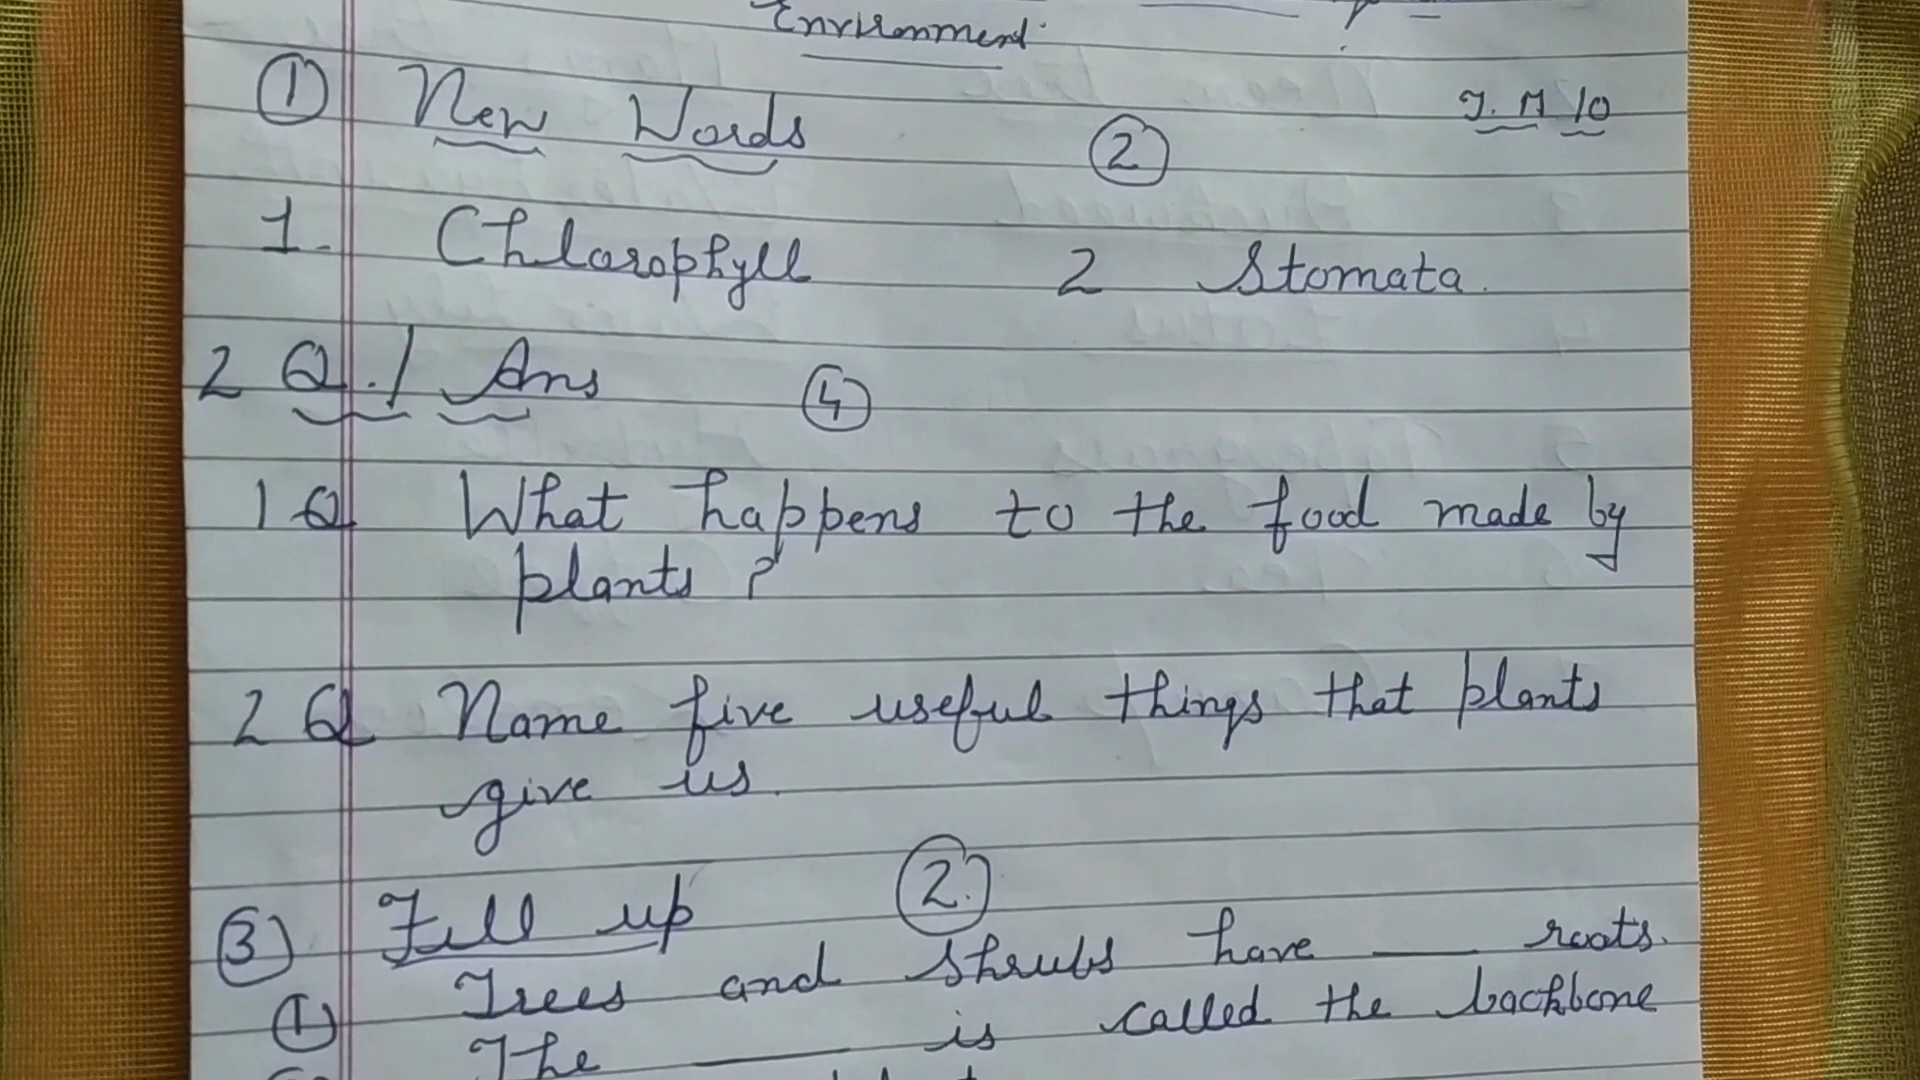 Environment
① New Words ② T. M 10
1. Chlorophyll 2 Stomata.
2 Q./ Ans ④
1 Q What happens to the food made by
plants ?
2 Q Name five useful things that plants
give us.
③ Fill up ②.
① Trees and shrubs have ___ roots.
The ___ is called the backbone